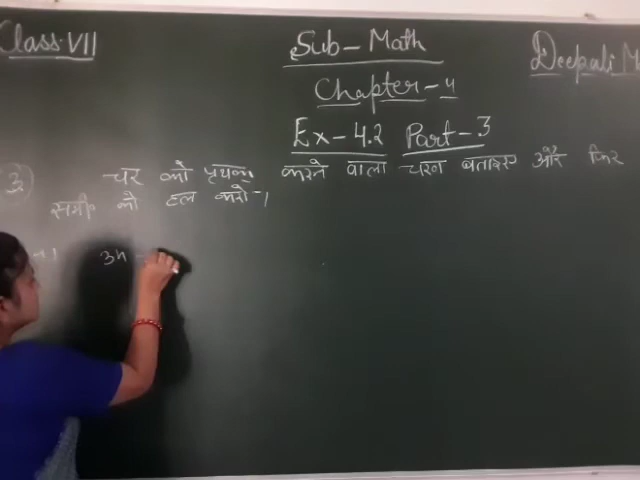 Class-VII
Sub-Math
Deepali
Chapter-4
Ex-4.2 Part-3
3. चर को पृथक करने वाला चरण बताइए और फिर
समी० को हल करो-।
3n -